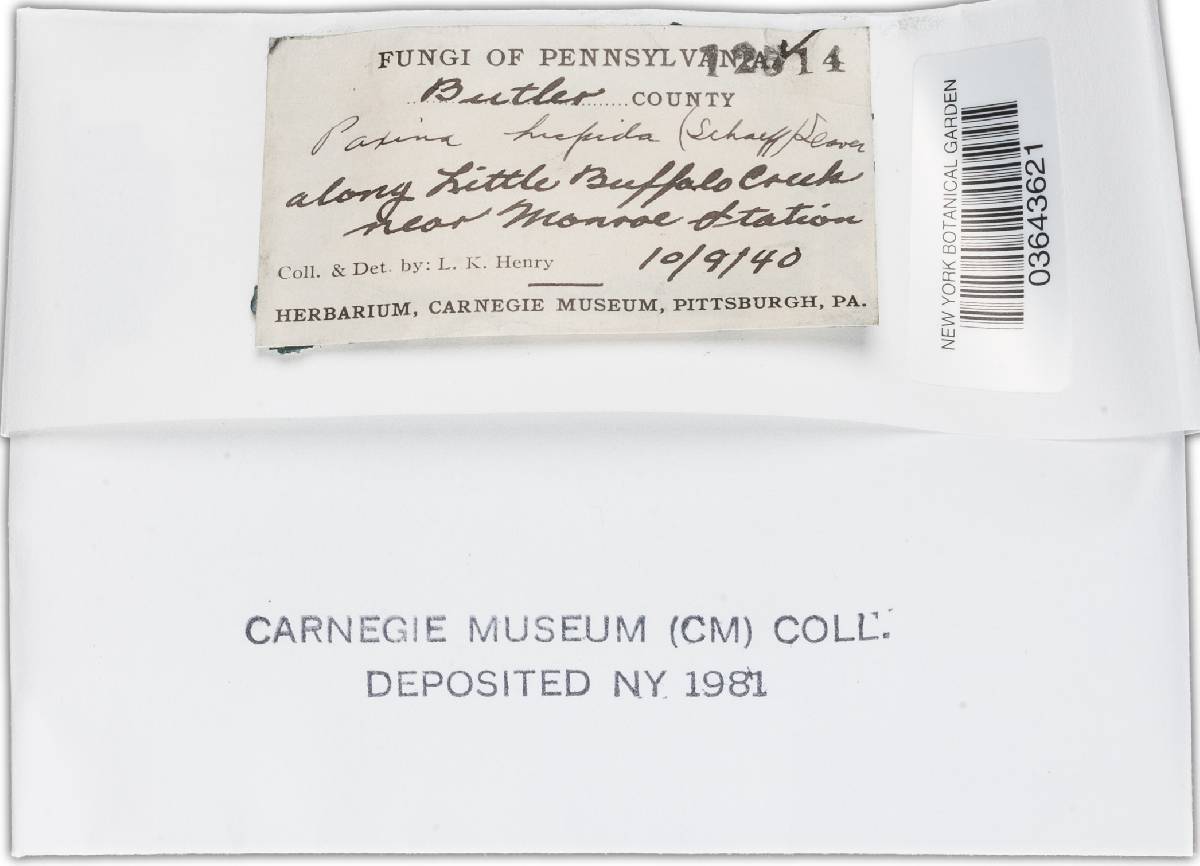 FUNGI OF PENNSYLVANIA
Butler COUNTY
Paxina hispida (Schaeff) Seaver
along Little Buffalo Creek
near Monroe Station
Coll. & Det. by: L. K. Henry 10/9/40
HERBARIUM, CARNEGIE MUSEUM, PITTSBURGH, PA.
NEW YORK BOTANICAL GARDEN
03643621
CARNEGIE MUSEUM (CM) COLL.
DEPOSITED NY 1981